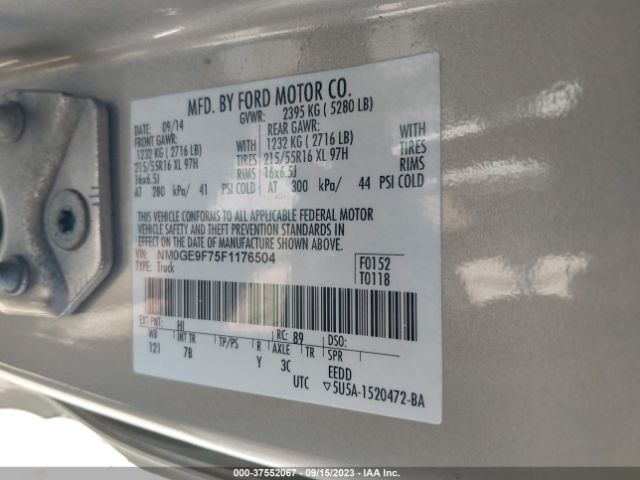 MFD. BY FORD MOTOR CO.
DATE: 09/14 GVWR: 2395 KG ( 5280 LB)
FRONT GAWR: REAR GAWR:
1232 KG ( 2716 LB) WITH 1232 KG ( 2716 LB) WITH
215/55R16 XL 97H TIRES 215/55R16 XL 97H TIRES
16x6.5J RIMS 16x6.5J RIMS
AT 280 kPa/ 41 PSI COLD AT 300 kPa/ 44 PSI COLD
THIS VEHICLE CONFORMS TO ALL APPLICABLE FEDERAL MOTOR
VEHICLE SAFETY & THEFT PREVENTION STANDARDS IN
EFFECT ON THE DATE OF MANUFACTURE SHOWN ABOVE.
VIN: NM0GE9F75F1176504 F0152
TYPE: Truck T0118
EXT PNT: HI RC: B9 DSO:
WB INT TR TP/PS R AXLE TR SPR
121 7B Y 3C EEDD
UTC ▽5U5A-1520472-BA
000-37552067 - 09/15/2023 - IAA Inc.